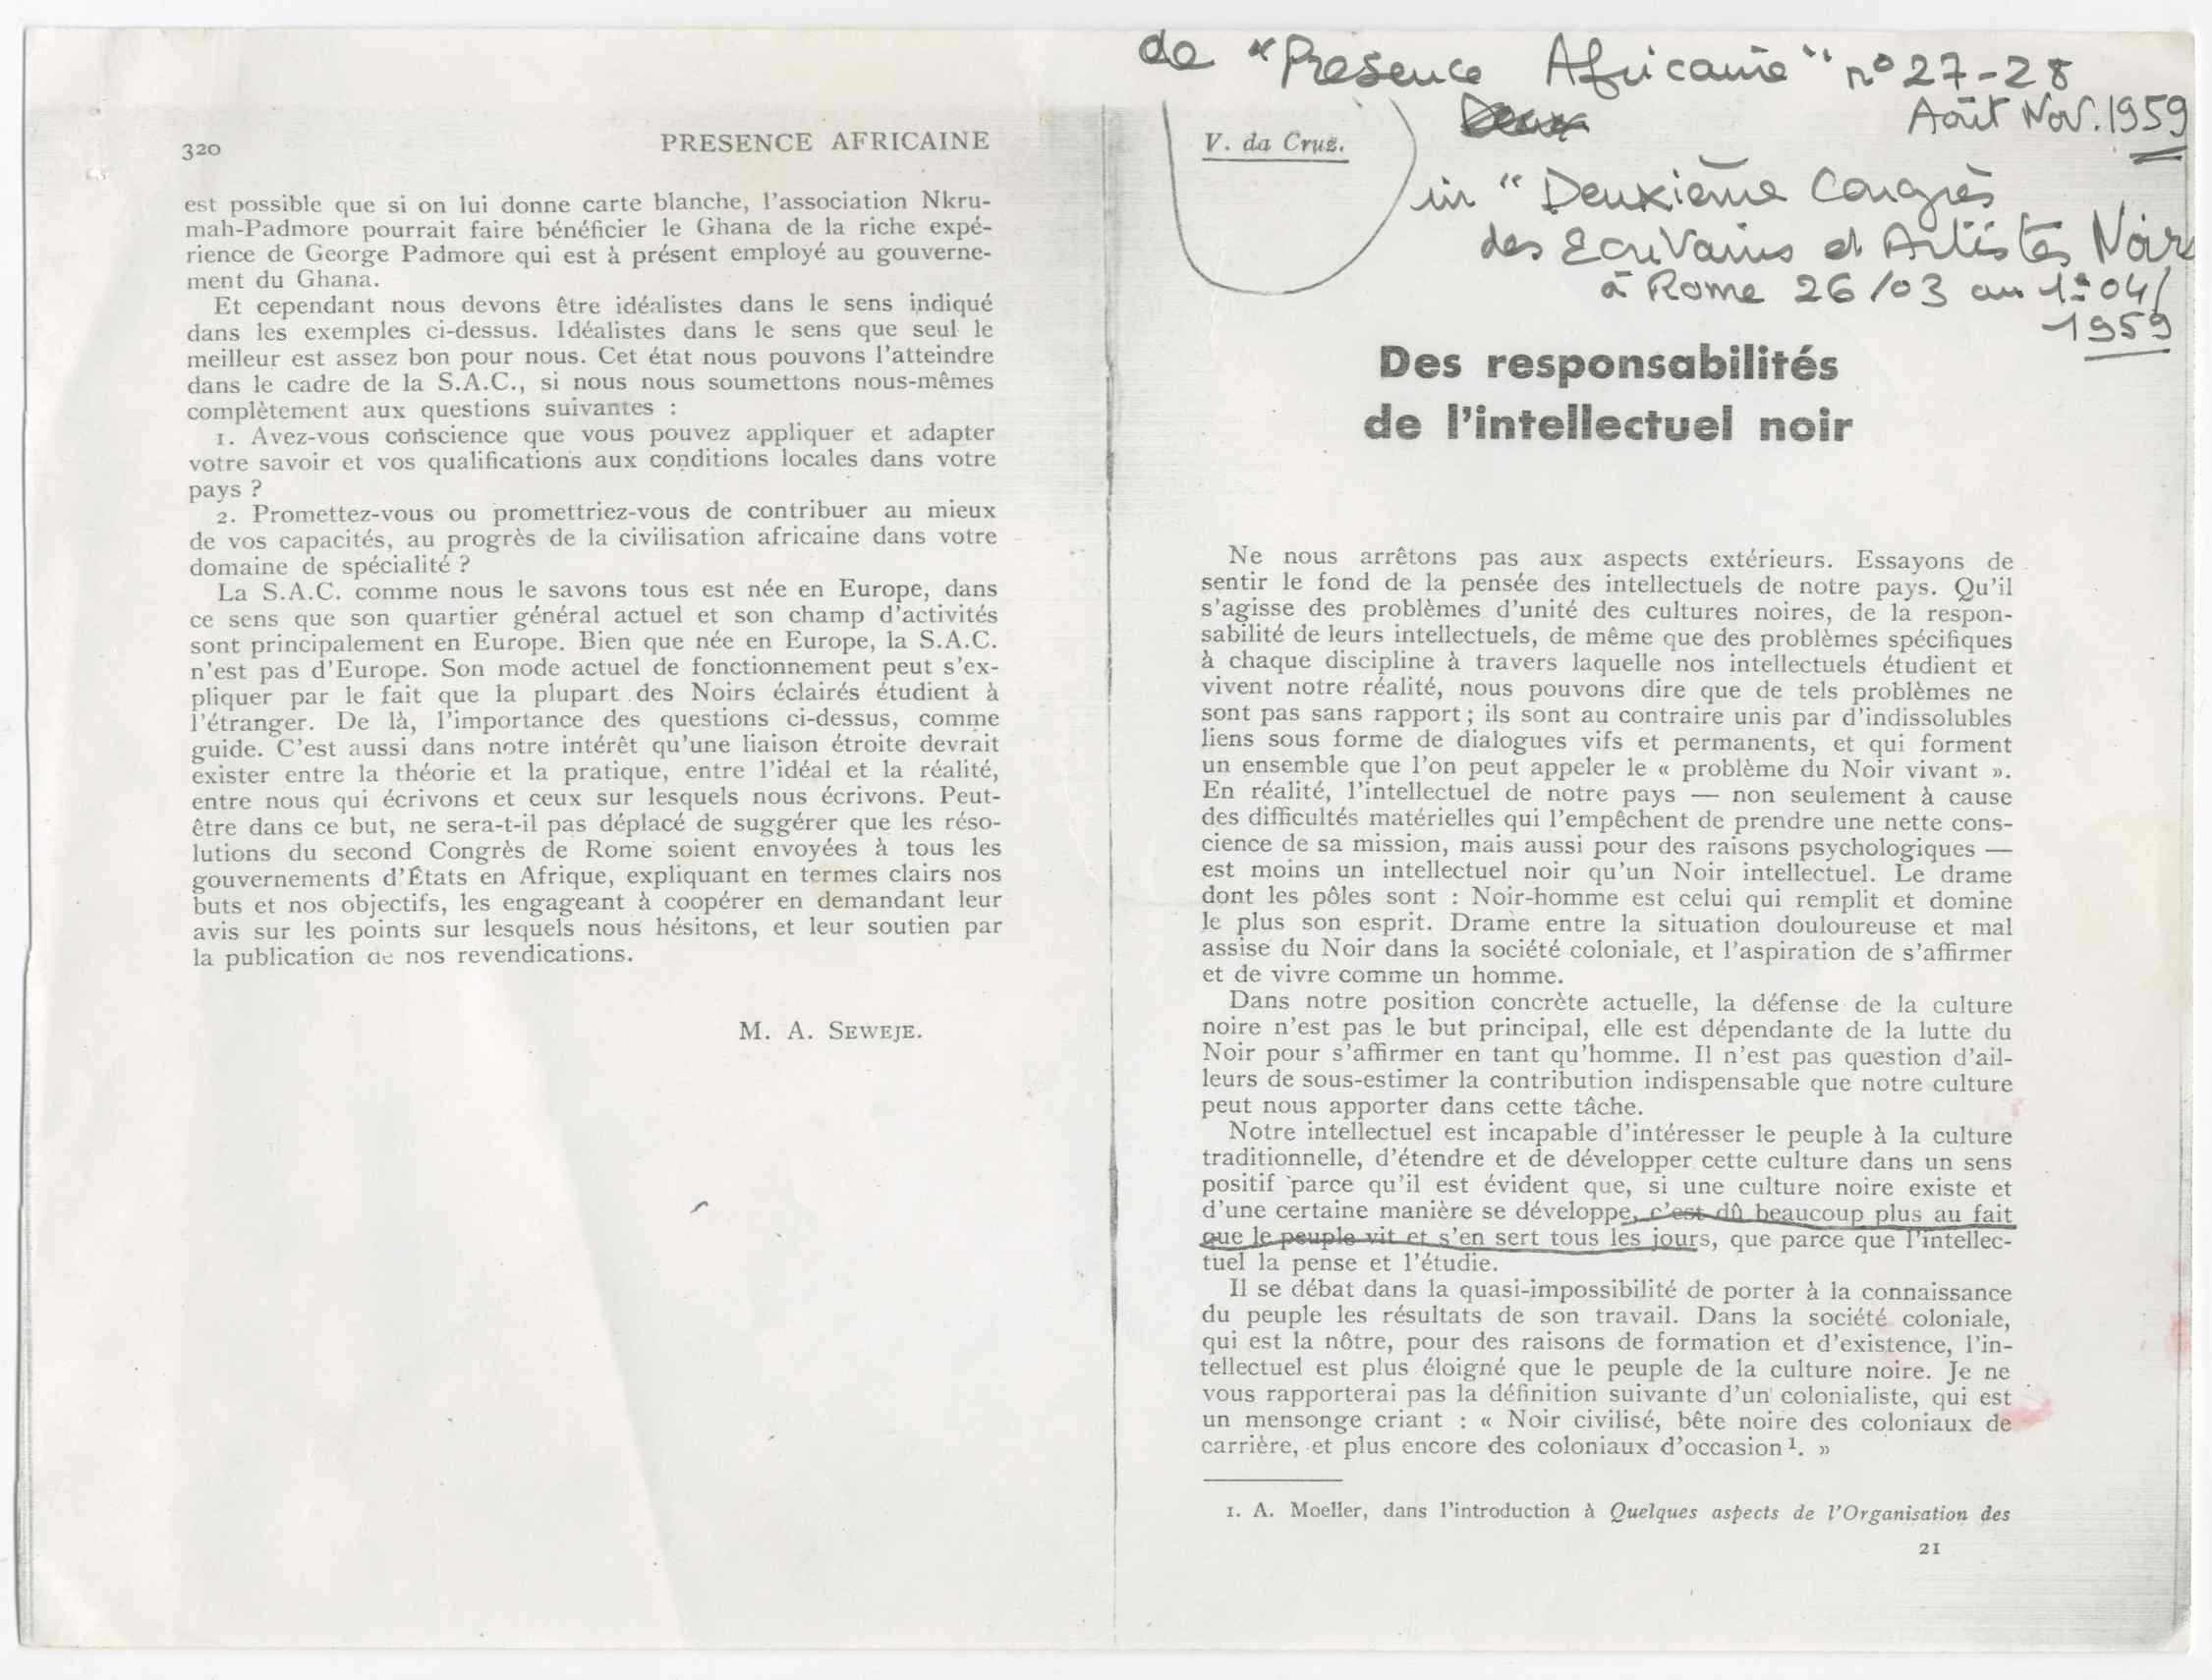 320
PRESENCE AFRICAINE
est possible que si on lui donne carte blanche, l'association Nkru-
mah-Padmore pourrait faire bénéficier le Ghana de la riche expé-
rience de George Padmore qui est à présent employé au gouverne-
ment du Ghana.
Et cependant nous devons être idéalistes dans le sens indiqué
dans les exemples ci-dessus. Idéalistes dans le sens que seul le
meilleur est assez bon pour nous. Cet état nous pouvons l'atteindre
dans le cadre de la S.A.C., si nous nous soumettons nous-mêmes
complètement aux questions suivantes :
1. Avez-vous conscience que vous pouvez appliquer et adapter
votre savoir et vos qualifications aux conditions locales dans votre
pays ?
2. Promettez-vous ou promettriez-vous de contribuer au mieux
de vos capacités, au progrès de la civilisation africaine dans votre
domaine de spécialité ?
La S.A.C. comme nous le savons tous est née en Europe, dans
ce sens que son quartier général actuel et son champ d'activités
sont principalement en Europe. Bien que née en Europe, la S.A.C.
n'est pas d'Europe. Son mode actuel de fonctionnement peut s'ex-
pliquer par le fait que la plupart des Noirs éclairés étudient à
l'étranger. De là, l'importance des questions ci-dessus, comme
guide. C'est aussi dans notre intérêt qu'une liaison étroite devrait
exister entre la théorie et la pratique, entre l'idéal et la réalité,
entre nous qui écrivons et ceux sur lesquels nous écrivons. Peut-
être dans ce but, ne sera-t-il pas déplacé de suggérer que les réso-
lutions du second Congrès de Rome soient envoyées à tous les
gouvernements d'États en Afrique, expliquant en termes clairs nos
buts et nos objectifs, les engageant à coopérer en demandant leur
avis sur les points sur lesquels nous hésitons, et leur soutien par
la publication de nos revendications.
M. A. SEWEJE.
de "Presence Africaine" nº 27-28
Août Nov. 1959
V. da Cruz.
in "Deuxième Congrès
des Ecrivains et Artistes Noirs
à Rome 26/03 au 1º 04/
1959
Des responsabilités
de l'intellectuel noir
Ne nous arrêtons pas aux aspects extérieurs. Essayons de
sentir le fond de la pensée des intellectuels de notre pays. Qu'il
s'agisse des problèmes d'unité des cultures noires, de la respon-
sabilité de leurs intellectuels, de même que des problèmes spécifiques
à chaque discipline à travers laquelle nos intellectuels étudient et
vivent notre réalité, nous pouvons dire que de tels problèmes ne
sont pas sans rapport ; ils sont au contraire unis par d'indissolubles
liens sous forme de dialogues vifs et permanents, et qui forment
un ensemble que l'on peut appeler le « problème du Noir vivant ».
En réalité, l'intellectuel de notre pays — non seulement à cause
des difficultés matérielles qui l'empêchent de prendre une nette cons-
cience de sa mission, mais aussi pour des raisons psychologiques —
est moins un intellectuel noir qu'un Noir intellectuel. Le drame
dont les pôles sont : Noir-homme est celui qui remplit et domine
le plus son esprit. Drame entre la situation douloureuse et mal
assise du Noir dans la société coloniale, et l'aspiration de s'affirmer
et de vivre comme un homme.
Dans notre position concrète actuelle, la défense de la culture
noire n'est pas le but principal, elle est dépendante de la lutte du
Noir pour s'affirmer en tant qu'homme. Il n'est pas question d'ail-
leurs de sous-estimer la contribution indispensable que notre culture
peut nous apporter dans cette tâche.
Notre intellectuel est incapable d'intéresser le peuple à la culture
traditionnelle, d'étendre et de développer cette culture dans un sens
positif parce qu'il est évident que, si une culture noire existe et
d'une certaine manière se développe, c'est dû beaucoup plus au fait
que le peuple vit et s'en sert tous les jours, que parce que l'intellec-
tuel la pense et l'étudie.
Il se débat dans la quasi-impossibilité de porter à la connaissance
du peuple les résultats de son travail. Dans la société coloniale,
qui est la nôtre, pour des raisons de formation et d'existence, l'in-
tellectuel est plus éloigné que le peuple de la culture noire. Je ne
vous rapporterai pas la définition suivante d'un colonialiste, qui est
un mensonge criant : « Noir civilisé, bête noire des coloniaux de
carrière, et plus encore des coloniaux d'occasion¹. »
1. A. Moeller, dans l'introduction à Quelques aspects de l'Organisation des
21